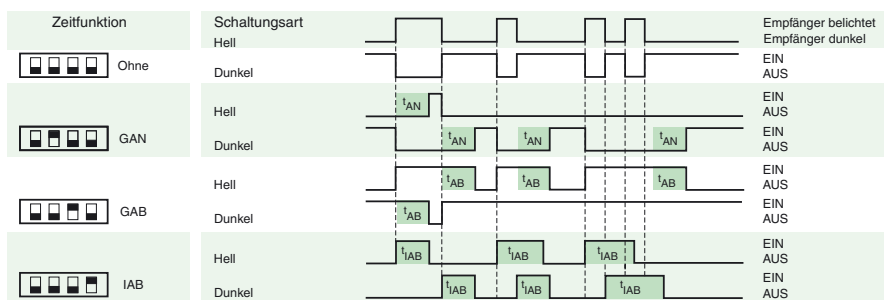 Zeitfunktion
Schaltungsart
Empfänger belichtet
Hell
Empfänger dunkel
Ohne
EIN
Dunkel
AUS
EIN
Hell
tAN
AUS
GAN
EIN
Dunkel
tAN
tAN
tAN
AUS
EIN
Hell
tAB
tAB
tAB
AUS
GAB
EIN
Dunkel
tAB
AUS
EIN
Hell
tIAB
tIAB
tIAB
AUS
IAB
EIN
Dunkel
tIAB
tIAB
tIAB
AUS